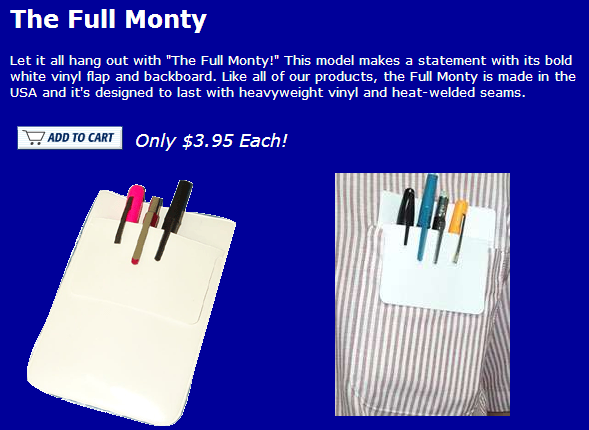 The Full Monty
Let it all hang out with "The Full Monty!" This model makes a statement with its bold
white vinyl flap and backboard. Like all of our products, the Full Monty is made in the
USA and it's designed to last with heavyweight vinyl and heat-welded seams.
ADD TO CART Only $3.95 Each!